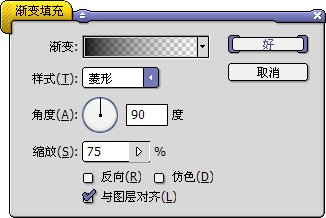 渐变填充
渐变:
好
样式(T): 菱形
取消
角度(A): 90 度
缩放(S): 75 %
反向(R) 仿色(D)
与图层对齐(L)